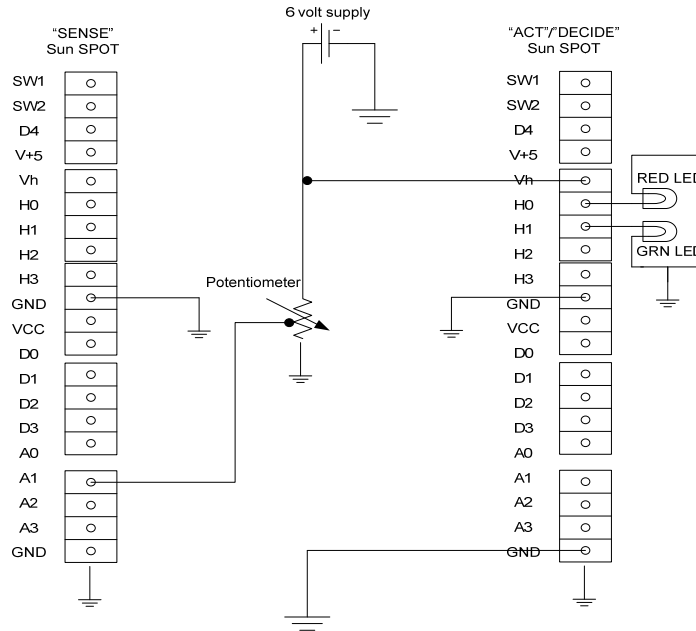 6 volt supply
+ −
"SENSE"
Sun SPOT
SW1
SW2
D4
V+5
Vh
H0
H1
H2
H3
GND
VCC
D0
D1
D2
D3
A0
A1
A2
A3
GND
Potentiometer
"ACT"/"DECIDE"
Sun SPOT
SW1
SW2
D4
V+5
Vh
H0
H1
H2
H3
GND
VCC
D0
D1
D2
D3
A0
A1
A2
A3
GND
RED LED
GRN LED